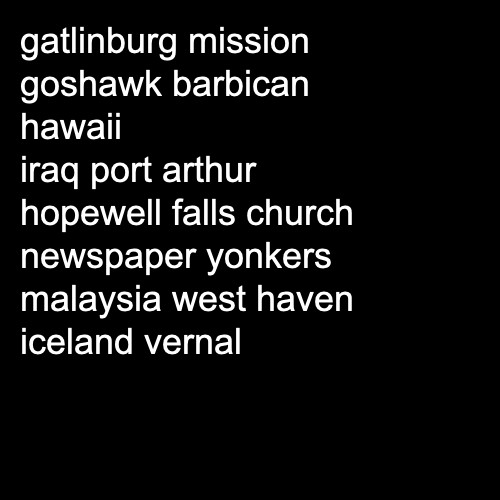 gatlinburg mission
goshawk barbican
hawaii
iraq port arthur
hopewell falls church
newspaper yonkers
malaysia west haven
iceland vernal